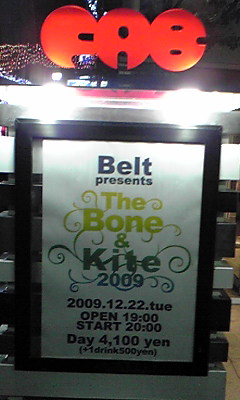 CAB
Belt
presents
The
Bone
&
Kite
2009
2009.12.22.tue
OPEN 19:00
START 20:00
Day 4,100 yen
(+1drink500yen)